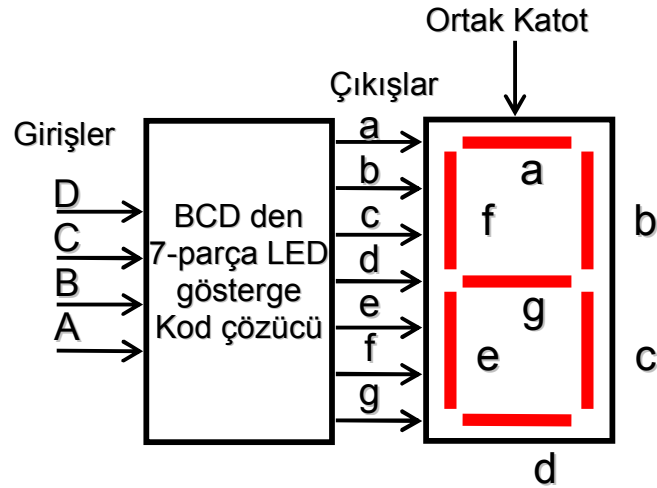 Ortak Katot
Çıkışlar
Girişler
D
C
B
A
BCD den
7-parça LED
gösterge
Kod çözücü
a
b
c
d
e
f
g
a
f
b
g
e
c
d